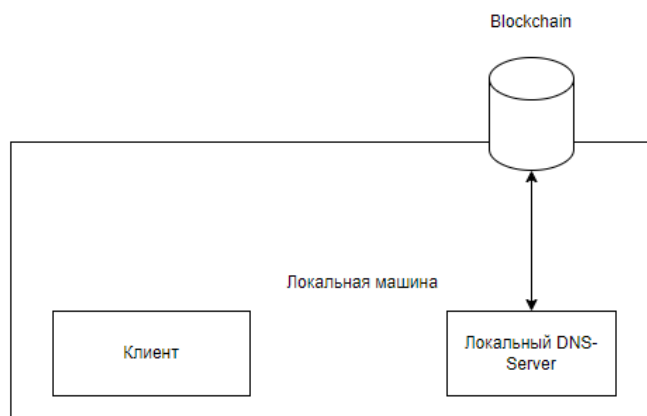 Blockchain
Локальная машина
Клиент
Локальный DNS-
Server